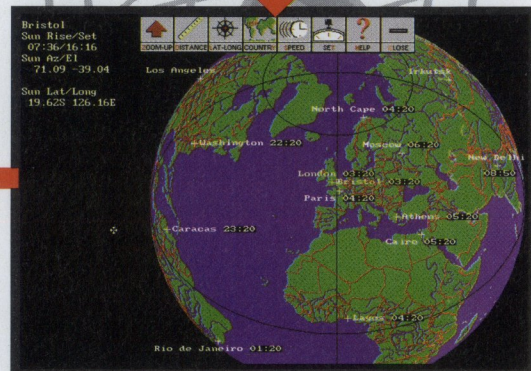 Bristol
Sun Rise/Set
07:36/16:16
Sun Az/El
71.09 -39.04
Sun Lat/Long
19.62S 126.16E
ZOOM-UP DISTANCE LAT-LONG COUNTRY SPEED SET HELP CLOSE
Los Angeles
Irkutsk
North Cape 04:20
Washington 22:20
Moscow 06:20
New Delhi
08:50
London 03:20
Bristol 03:20
Paris 04:20
Athens 05:20
Caracas 23:20
Cairo 05:20
Lagos 04:20
Rio de Janeiro 01:20